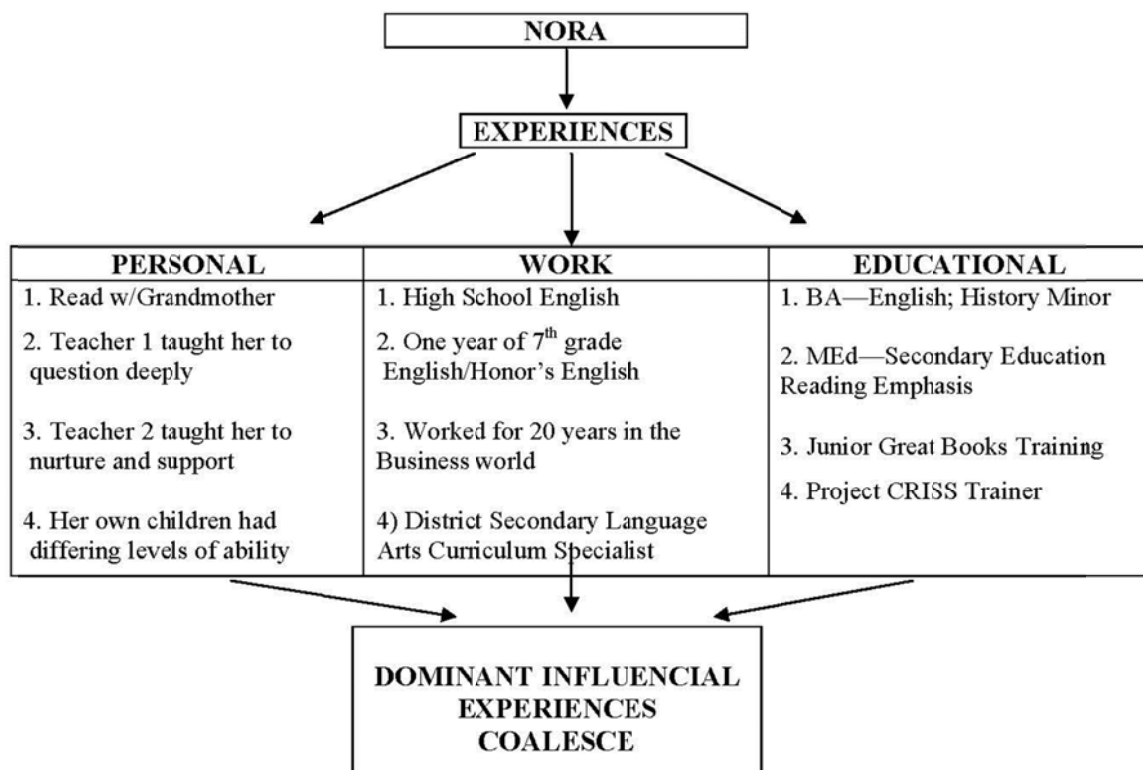 NORA
EXPERIENCES
PERSONAL
1. Read w/Grandmother
2. Teacher 1 taught her to
question deeply
3. Teacher 2 taught her to
nurture and support
4. Her own children had
differing levels of ability
WORK
1. High School English
2. One year of 7th grade
English/Honor's English
3. Worked for 20 years in the
Business world
4) District Secondary Language
Arts Curriculum Specialist
EDUCATIONAL
1. BA—English; History Minor
2. MEd—Secondary Education
Reading Emphasis
3. Junior Great Books Training
4. Project CRISS Trainer
DOMINANT INFLUENCIAL
EXPERIENCES
COALESCE